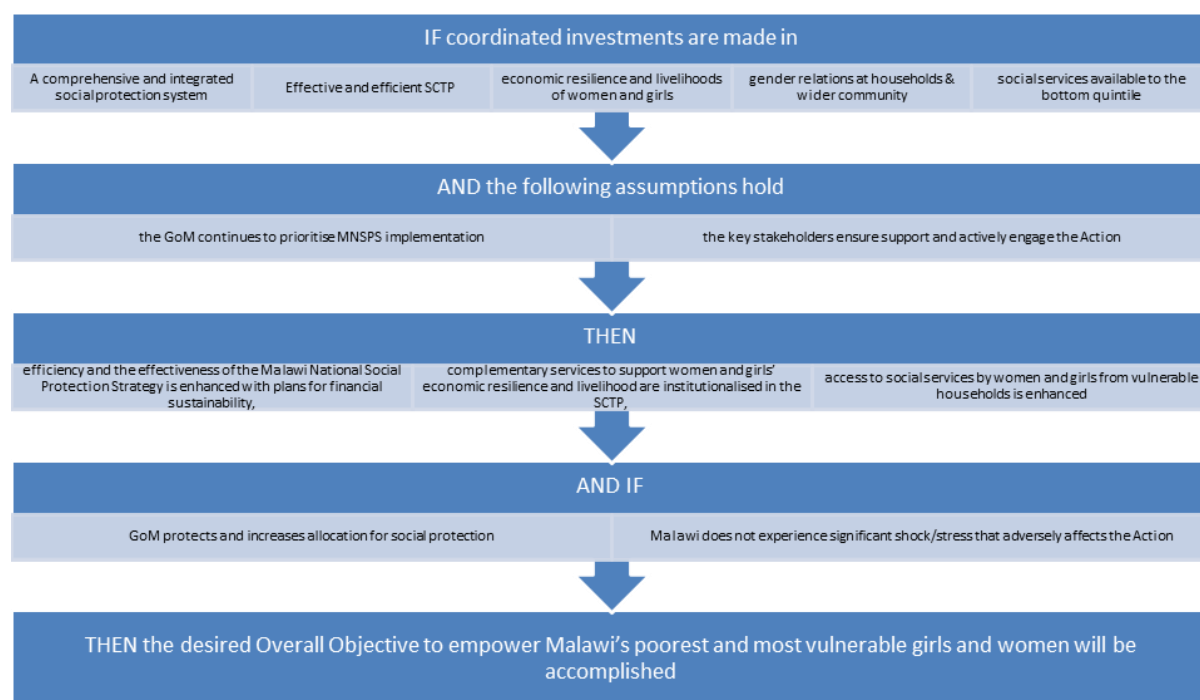 IF coordinated investments are made in
A comprehensive and integrated
social protection system
Effective and efficient SCTP
economic resilience and livelihoods
of women and girls
gender relations at households &
wider community
social services available to the
bottom quintile
AND the following assumptions hold
the GoM continues to prioritise MNSPS implementation
the key stakeholders ensure support and actively engage the Action
THEN
efficiency and the effectiveness of the Malawi National Social
Protection Strategy is enhanced with plans for financial
sustainability,
complementary services to support women and girls'
economic resilience and livelihood are institutionalised in the
SCTP,
access to social services by women and girls from vulnerable
households is enhanced
AND IF
GoM protects and increases allocation for social protection
Malawi does not experience significant shock/stress that adversely affects the Action
THEN the desired Overall Objective to empower Malawi's poorest and most vulnerable girls and women will be
accomplished